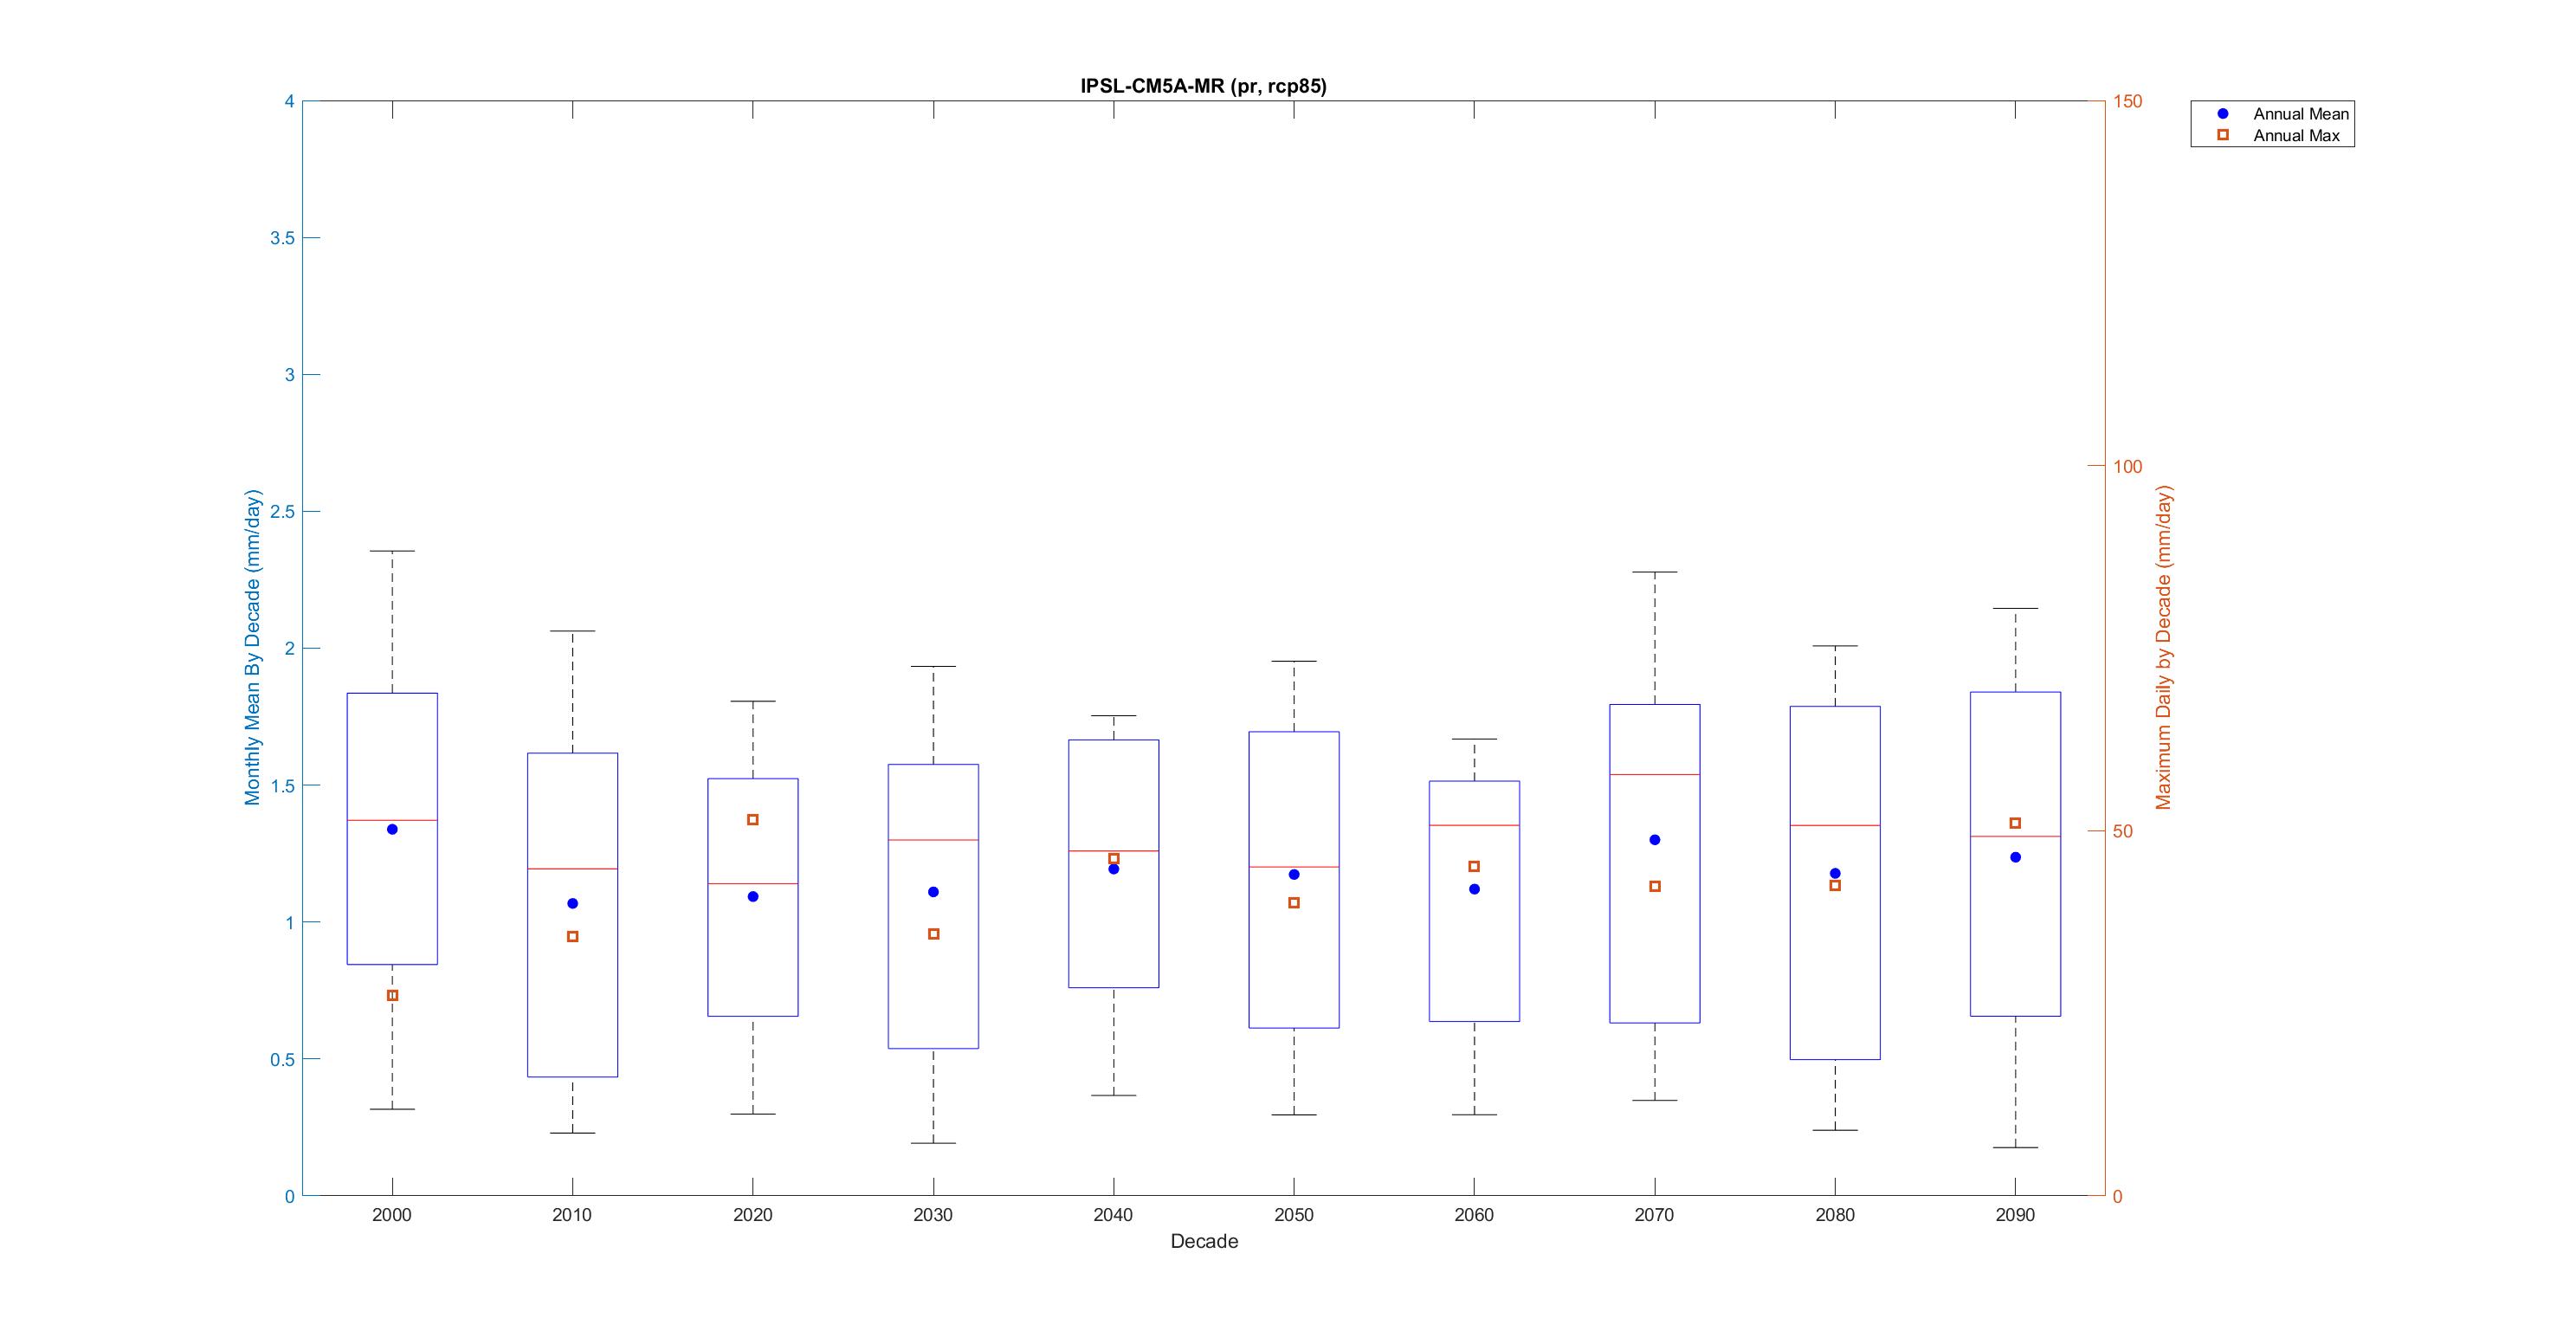 IPSL-CM5A-MR (pr, rcp85)
Annual Mean
Annual Max
Monthly Mean By Decade (mm/day)
4
3.5
3
2.5
2
1.5
1
0.5
0
150
100
50
0
Maximum Daily by Decade (mm/day)
2000 2010 2020 2030 2040 2050 2060 2070 2080 2090
Decade